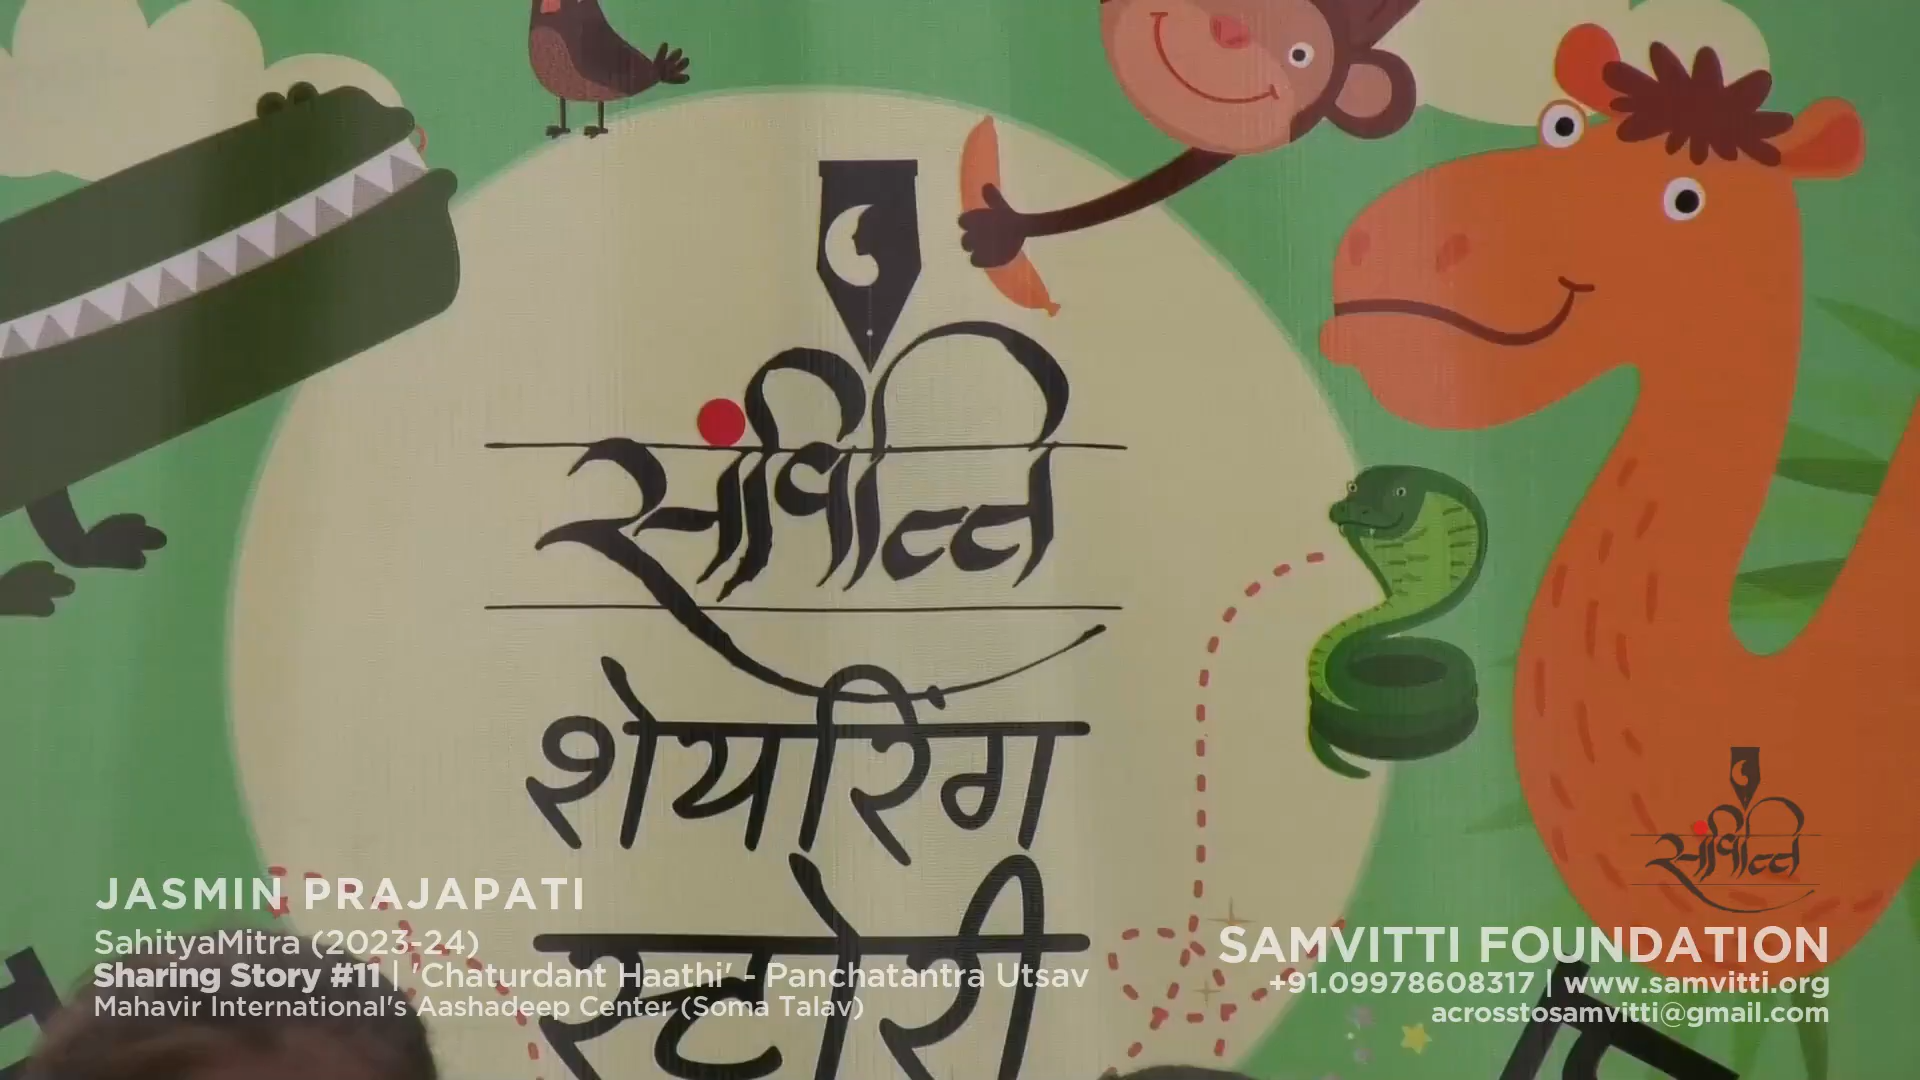 संवित्ति
शेयरिंग
स्टोरी
JASMIN PRAJAPATI
SahityaMitra (2023-24)
Sharing Story #11 | 'Chaturdant Haathi' - Panchatantra Utsav
Mahavir International's Aashadeep Center (Soma Talav)
संवित्ति
SAMVITTI FOUNDATION
+91.09978608317 | www.samvitti.org
acrosstosamvitti@gmail.com